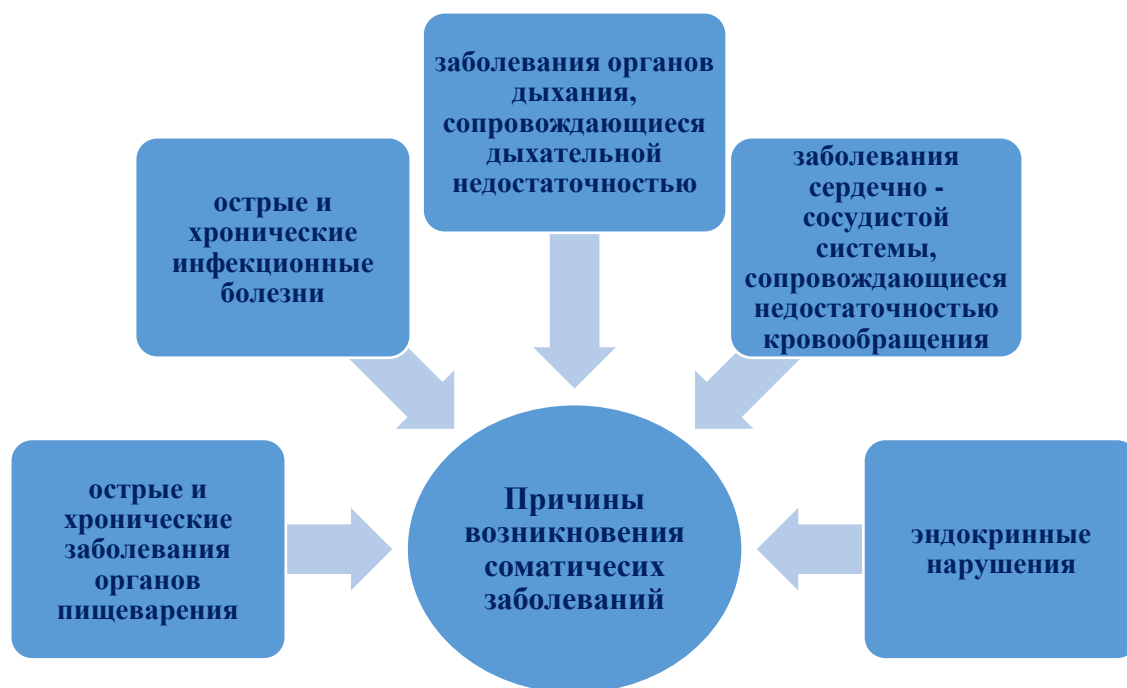 заболевания органов
дыхания,
сопровождающиеся
дыхательной
недостаточностью
острые и
хронические
инфекционные
болезни
заболевания
сердечно -
сосудистой
системы,
сопровождающиеся
недостаточностью
кровообращения
острые и
хронические
заболевания
органов
пищеварения
Причины
возникновения
соматичесих
заболеваний
эндокринные
нарушения